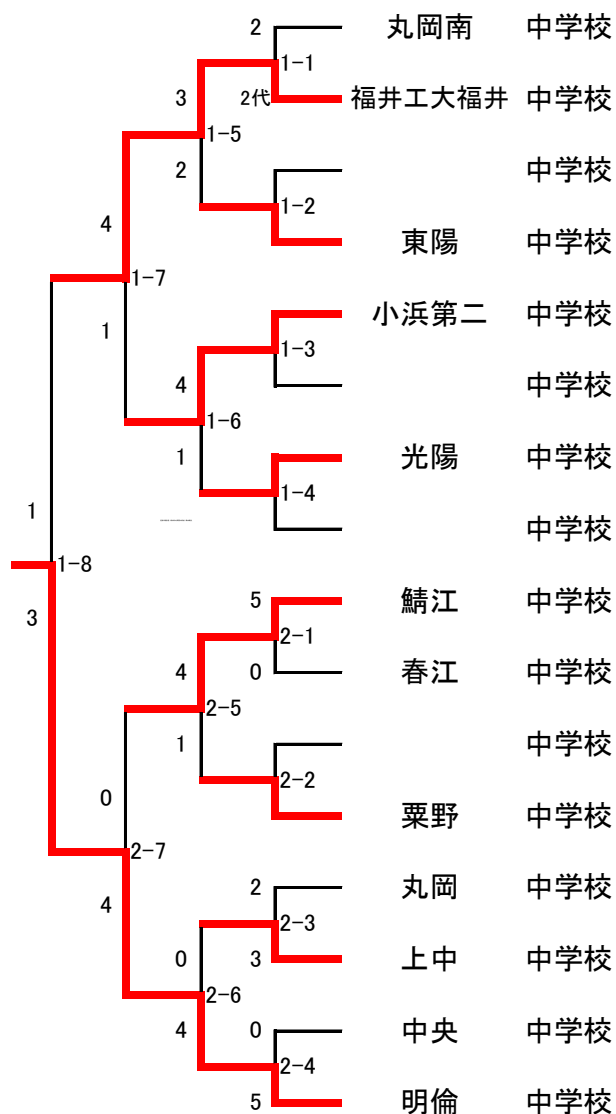 2 丸岡南 中学校
1-1
2代 福井工大福井 中学校
3
1-5
2 中学校
1-2
4 東陽 中学校
1-7
小浜第二 中学校
1 1-3
4 中学校
1-6
1 光陽 中学校
1-4
1 中学校
1-8
5 鯖江 中学校
3
2-1
4 0 春江 中学校
2-5
1 中学校
2-2
0 粟野 中学校
2-7
2 丸岡 中学校
4
2-3
0 3 上中 中学校
2-6
4 0 中央 中学校
2-4
5 明倫 中学校